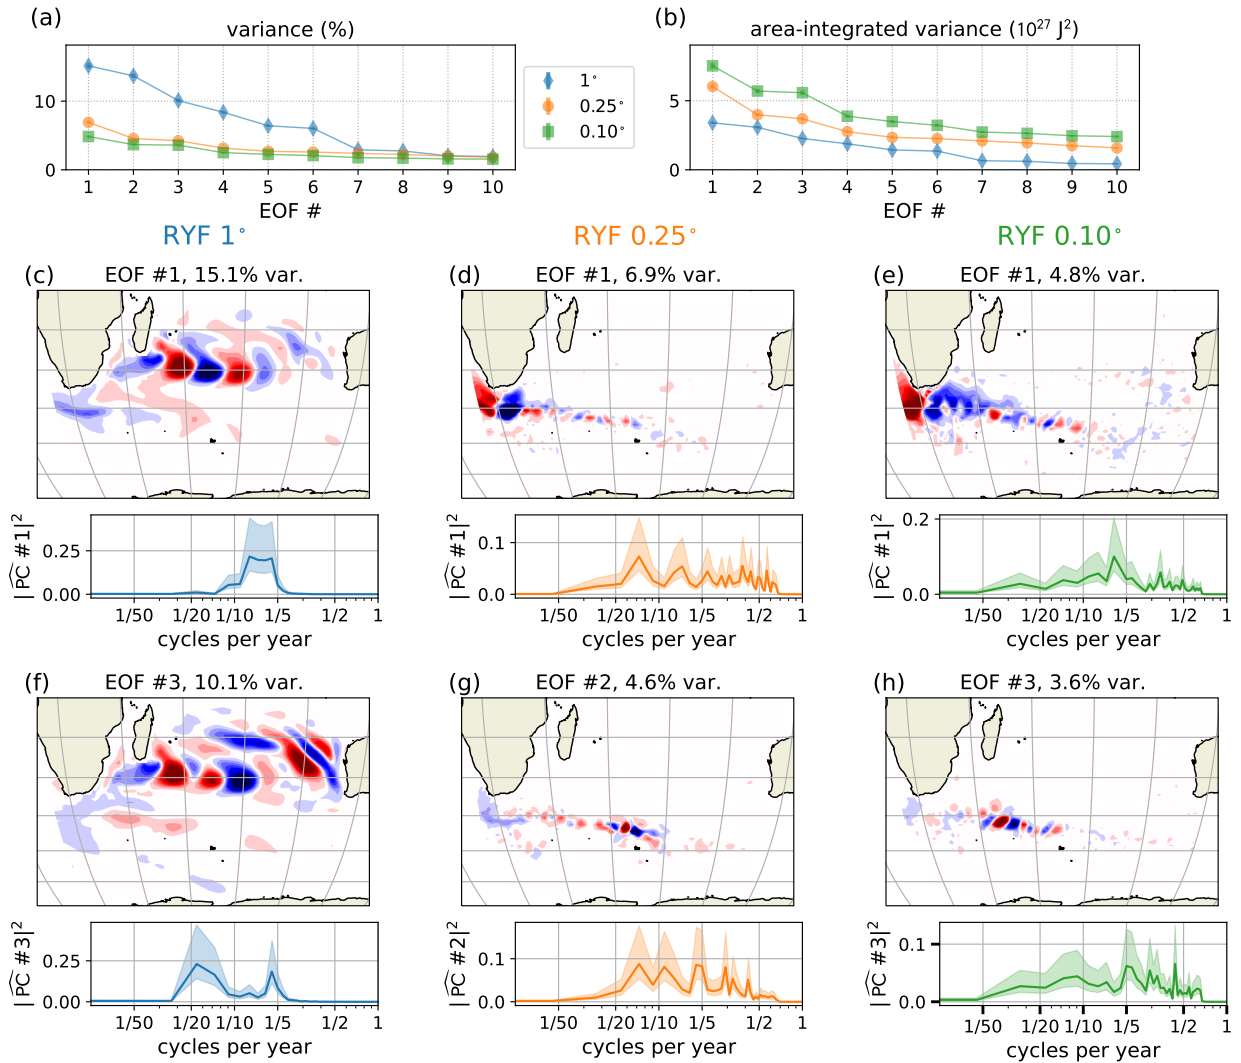 (a)
variance (%)
10
0
1 2 3 4 5 6 7 8 9 10
EOF #
1°
0.25°
0.10°
(b)
area-integrated variance (10²⁷ J²)
5
0
1 2 3 4 5 6 7 8 9 10
EOF #
RYF 1°
RYF 0.25°
RYF 0.10°
(c)
EOF #1, 15.1% var.
(d)
EOF #1, 6.9% var.
(e)
EOF #1, 4.8% var.
|P͡C #1|²
0.25
0.00
1/50 1/20 1/10 1/5 1/2 1
cycles per year
|P͡C #1|²
0.1
0.0
1/50 1/20 1/10 1/5 1/2 1
cycles per year
|P͡C #1|²
0.2
0.0
1/50 1/20 1/10 1/5 1/2 1
cycles per year
(f)
EOF #3, 10.1% var.
(g)
EOF #2, 4.6% var.
(h)
EOF #3, 3.6% var.
|P͡C #3|²
0.25
0.00
1/50 1/20 1/10 1/5 1/2 1
cycles per year
|P͡C #2|²
0.1
0.0
1/50 1/20 1/10 1/5 1/2 1
cycles per year
|P͡C #3|²
0.1
0.0
1/50 1/20 1/10 1/5 1/2 1
cycles per year